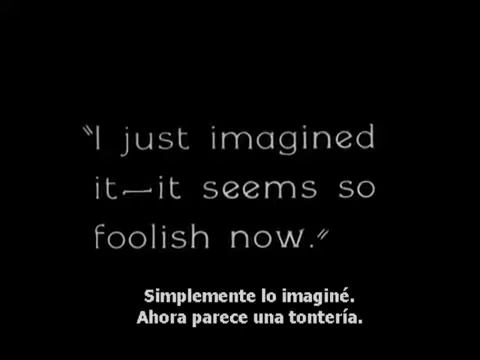 "I just imagined
it—it seems so
foolish now."
Simplemente lo imaginé.
Ahora parece una tontería.